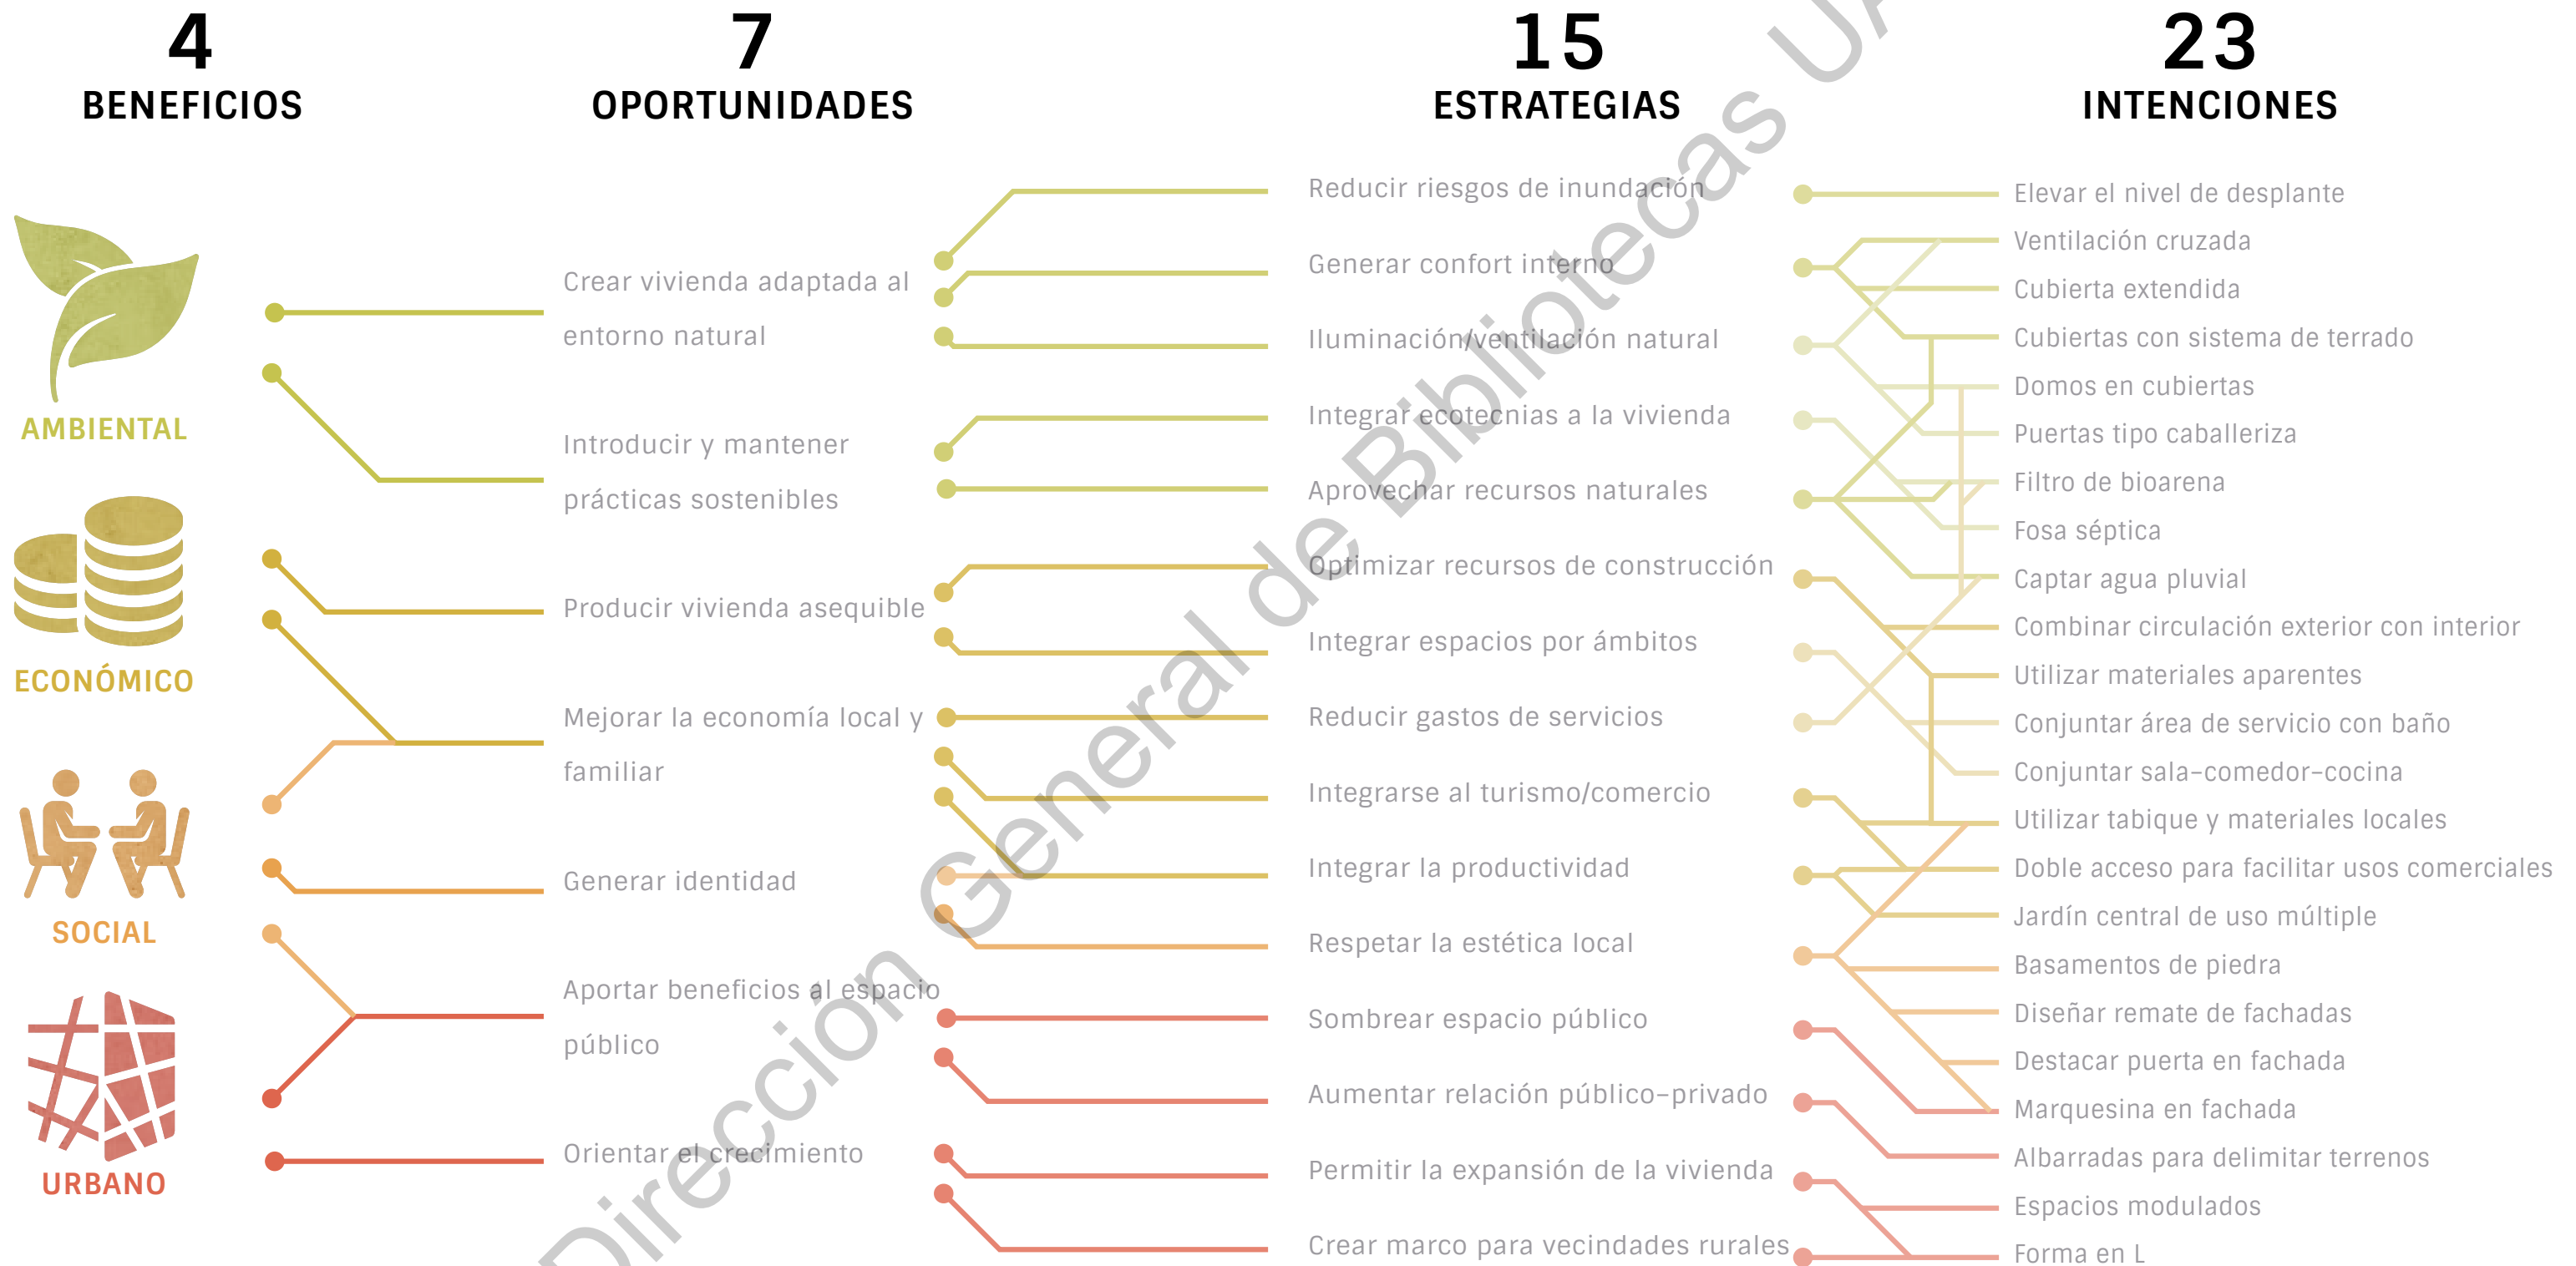 4
BENEFICIOS
7
OPORTUNIDADES
15
ESTRATEGIAS
23
INTENCIONES
AMBIENTAL
ECONÓMICO
SOCIAL
URBANO
Crear vivienda adaptada al
entorno natural
Introducir y mantener
prácticas sostenibles
Producir vivienda asequible
Mejorar la economía local y
familiar
Generar identidad
Aportar beneficios al espacio
público
Orientar el crecimiento
Reducir riesgos de inundación
Generar confort interno
Iluminación/ventilación natural
Integrar ecotecnias a la vivienda
Aprovechar recursos naturales
Optimizar recursos de construcción
Integrar espacios por ámbitos
Reducir gastos de servicios
Integrarse al turismo/comercio
Integrar la productividad
Respetar la estética local
Sombrear espacio público
Aumentar relación público-privado
Permitir la expansión de la vivienda
Crear marco para vecindades rurales
Elevar el nivel de desplante
Ventilación cruzada
Cubierta extendida
Cubiertas con sistema de terrado
Domos en cubiertas
Puertas tipo caballeriza
Filtro de bioarena
Fosa séptica
Captar agua pluvial
Combinar circulación exterior con interior
Utilizar materiales aparentes
Conjuntar área de servicio con baño
Conjuntar sala-comedor-cocina
Utilizar tabique y materiales locales
Doble acceso para facilitar usos comerciales
Jardín central de uso múltiple
Basamentos de piedra
Diseñar remate de fachadas
Destacar puerta en fachada
Marquesina en fachada
Albarradas para delimitar terrenos
Espacios modulados
Forma en L
Dirección General de Bibliotecas